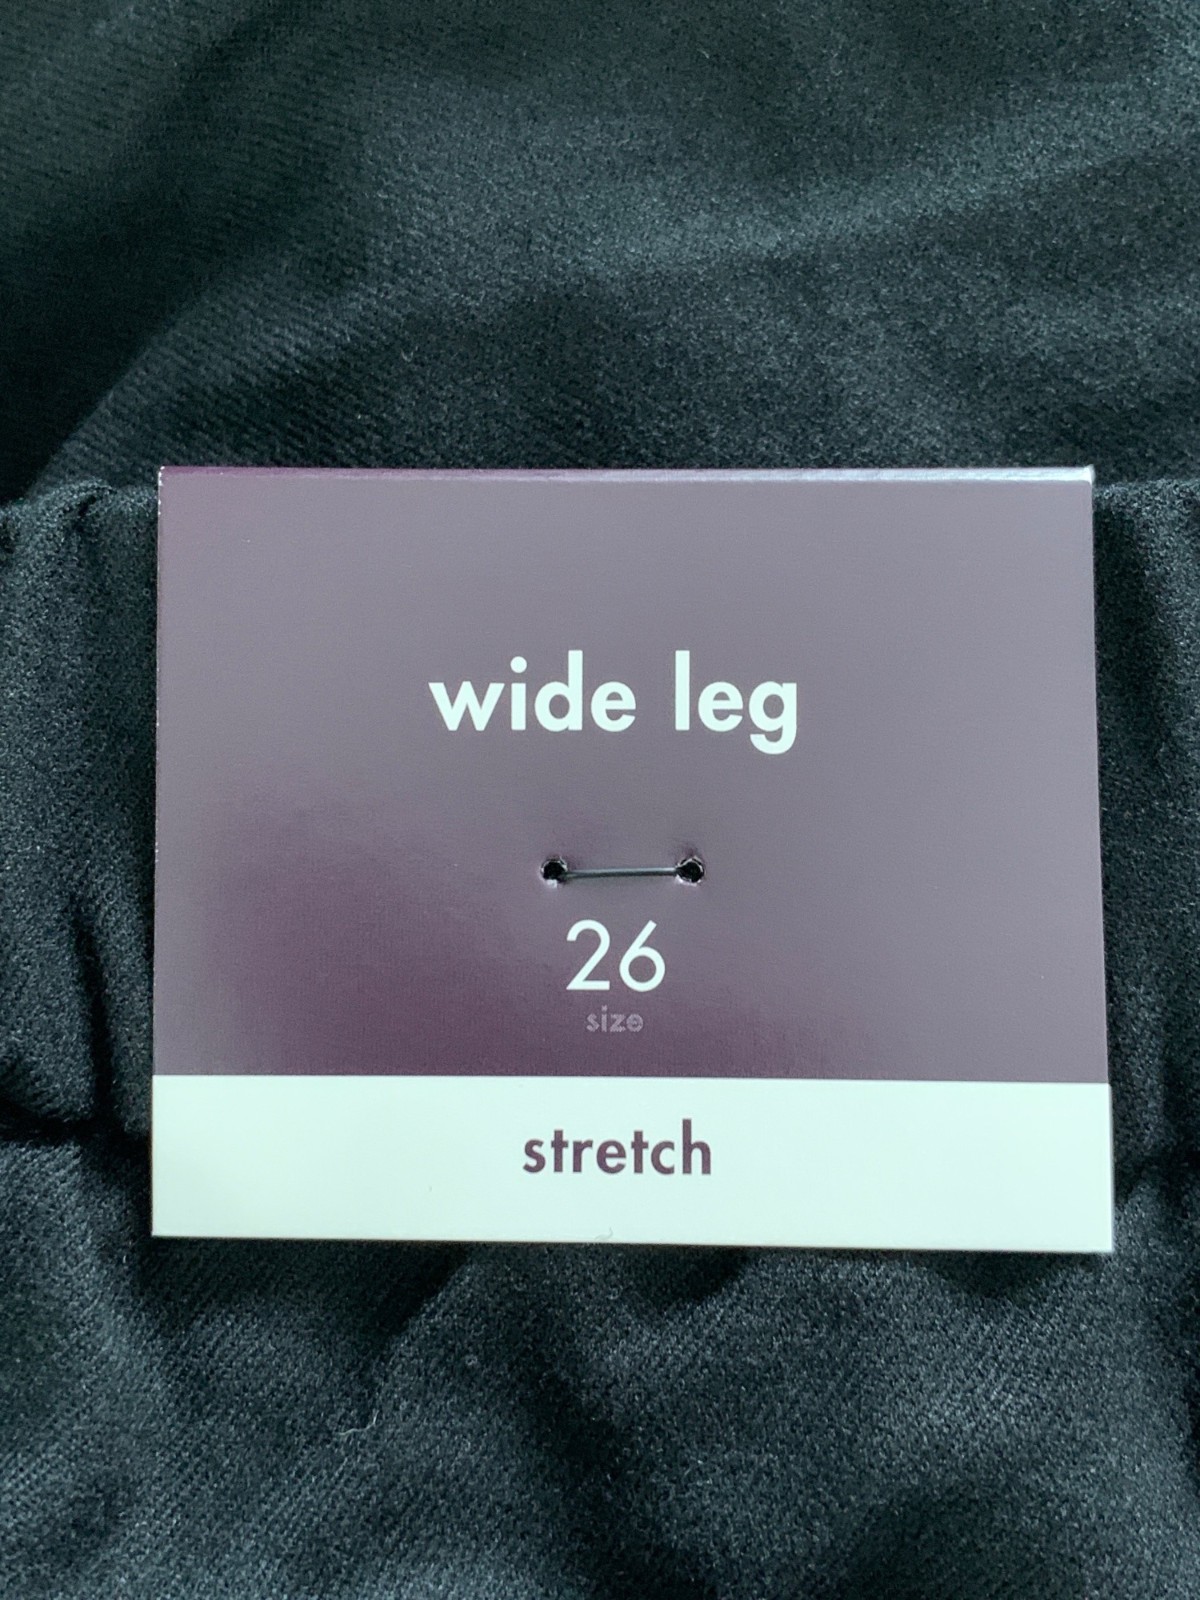 wide leg
26
size
stretch